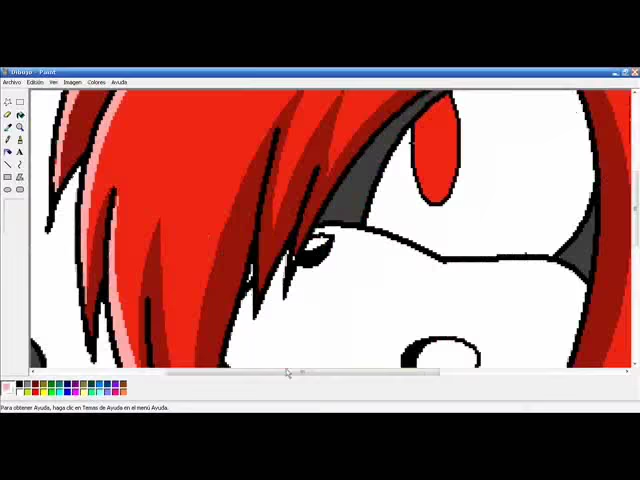 Dibujo - Paint
Archivo Edición Ver Imagen Colores Ayuda
A
Para obtener Ayuda, haga clic en Temas de Ayuda en el menú Ayuda.